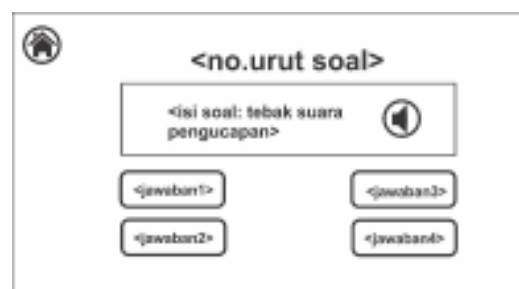 <no.urut soal>
<isi soal: tebak suara
pengucapan>
<jawaban1>
<jawaban3>
<jawaban2>
<jawaban4>